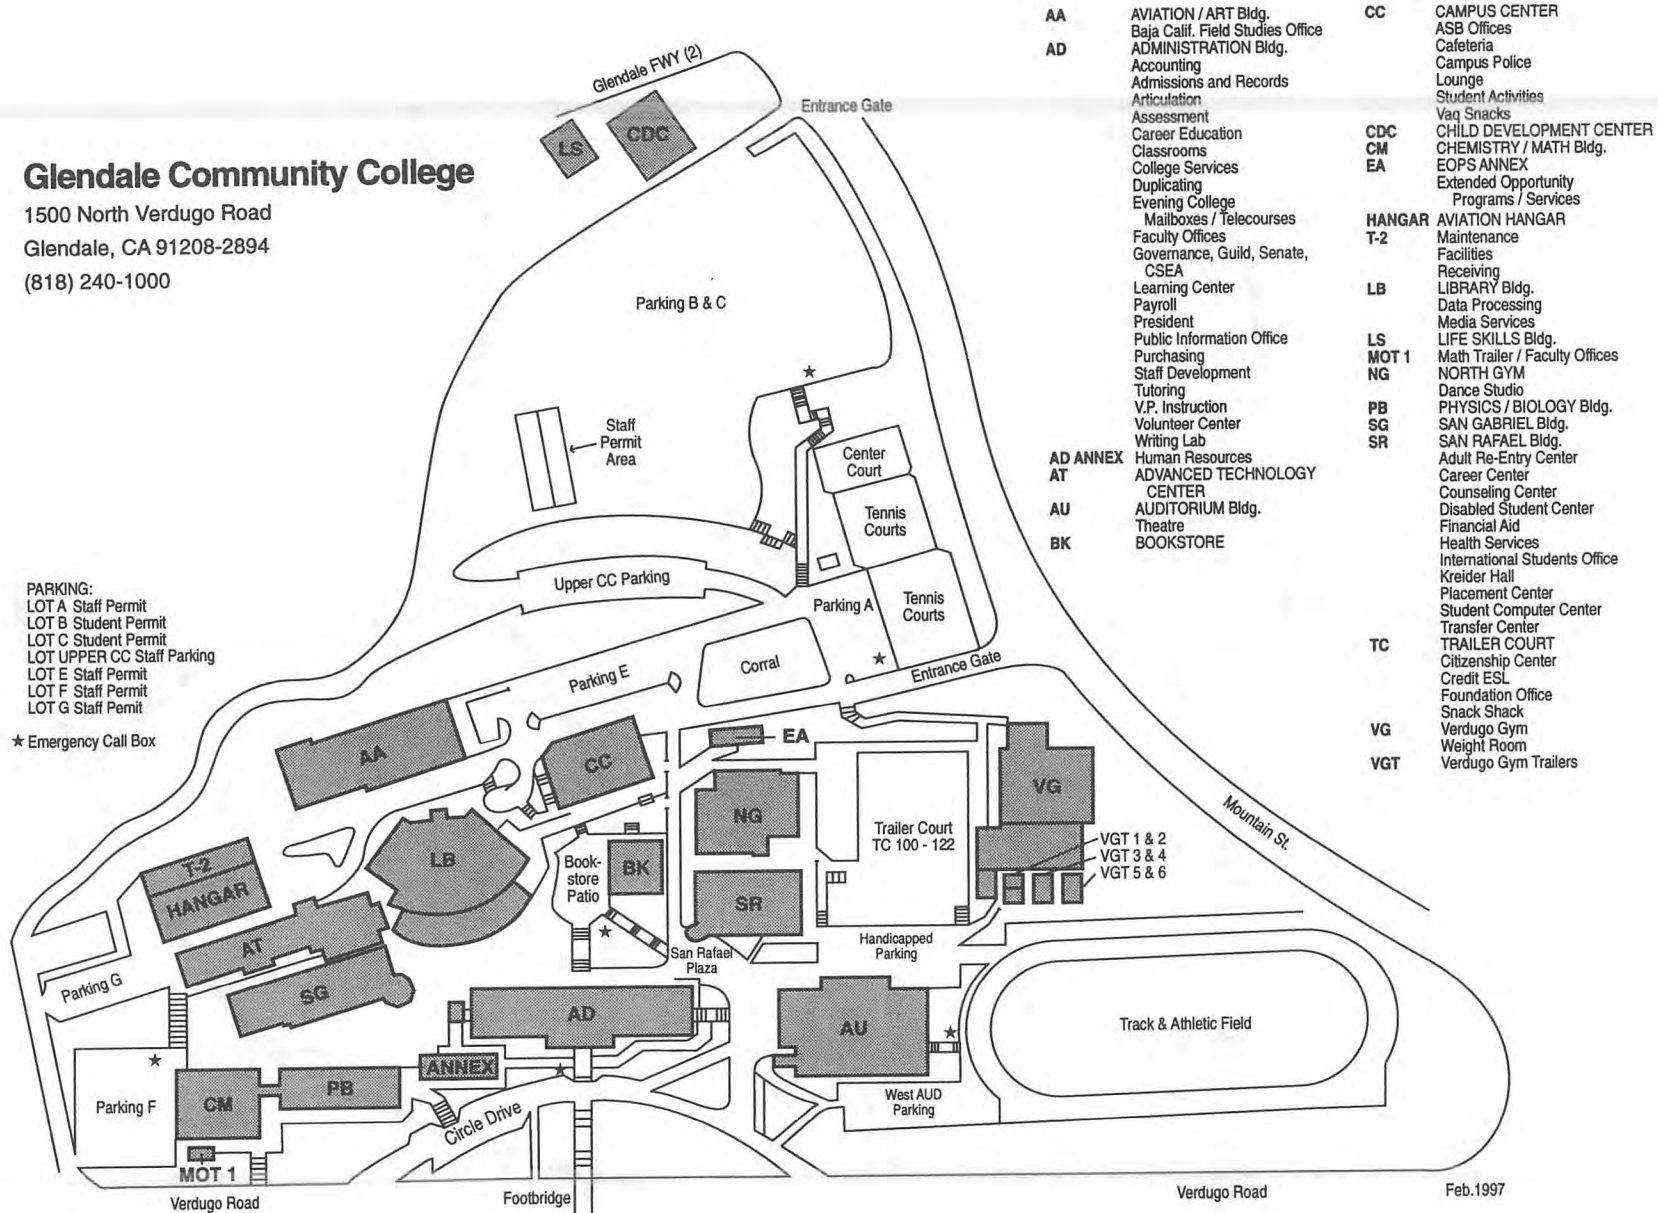 Glendale Community College
1500 North Verdugo Road
Glendale, CA 91208-2894
(818) 240-1000
PARKING:
LOT A Staff Permit
LOT B Student Permit
LOT C Student Permit
LOT UPPER CC Staff Parking
LOT E Staff Permit
LOT F Staff Permit
LOT G Staff Pemit
★ Emergency Call Box
AA AVIATION / ART Bldg.
Baja Calif. Field Studies Office
AD ADMINISTRATION Bldg.
Accounting
Admissions and Records
Articulation
Assessment
Career Education
Classrooms
College Services
Duplicating
Evening College
Mailboxes / Telecourses
Faculty Offices
Governance, Guild, Senate,
CSEA
Learning Center
Payroll
President
Public Information Office
Purchasing
Staff Development
Tutoring
V.P. Instruction
Volunteer Center
Writing Lab
AD ANNEX Human Resources
AT ADVANCED TECHNOLOGY
CENTER
AU AUDITORIUM Bldg.
Theatre
BK BOOKSTORE
CC CAMPUS CENTER
ASB Offices
Cafeteria
Campus Police
Lounge
Student Activities
Vaq Snacks
CDC CHILD DEVELOPMENT CENTER
CM CHEMISTRY / MATH Bldg.
EA EOPS ANNEX
Extended Opportunity
Programs / Services
HANGAR AVIATION HANGAR
T-2 Maintenance
Facilities
Receiving
LB LIBRARY Bldg.
Data Processing
Media Services
LS LIFE SKILLS Bldg.
MOT 1 Math Trailer / Faculty Offices
NG NORTH GYM
Dance Studio
PB PHYSICS / BIOLOGY Bldg.
SG SAN GABRIEL Bldg.
SR SAN RAFAEL Bldg.
Adult Re-Entry Center
Career Center
Counseling Center
Disabled Student Center
Financial Aid
Health Services
International Students Office
Kreider Hall
Placement Center
Student Computer Center
Transfer Center
TC TRAILER COURT
Citizenship Center
Credit ESL
Foundation Office
Snack Shack
VG Verdugo Gym
Weight Room
VGT Verdugo Gym Trailers
Glendale FWY (2)
Entrance Gate
LS
CDC
Parking B & C
Staff
Permit
Area
Center
Court
Tennis
Courts
Upper CC Parking
Parking A
Tennis
Courts
Corral
Parking E
Entrance Gate
AA
CC
EA
VG
NG
LB
Book-
store
Patio
BK
Trailer Court
TC 100 - 122
VGT 1 & 2
VGT 3 & 4
VGT 5 & 6
Mountain St.
T-2
HANGAR
SR
AT
San Rafael
Plaza
Handicapped
Parking
Parking G
SG
AD
AU
Track & Athletic Field
ANNEX
PB
CM
Parking F
Circle Drive
West AUD
Parking
MOT 1
Verdugo Road
Footbridge
Verdugo Road
Feb.1997